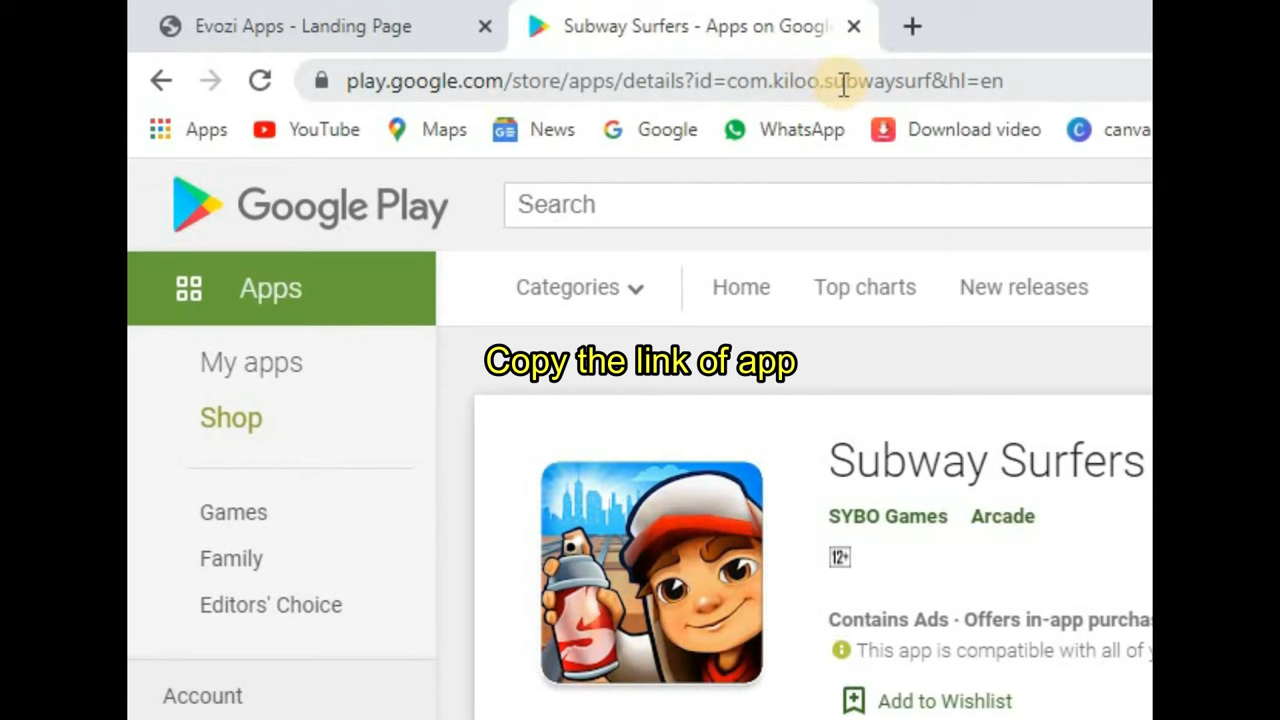 Evozi Apps - Landing Page
Subway Surfers - Apps on Googl
play.google.com/store/apps/details?id=com.kiloo.subwaysurf&hl=en
Apps YouTube Maps News Google WhatsApp Download video canva
Google Play
Search
Apps
Categories Home Top charts New releases
My apps
Shop
Copy the link of app
Games
Family
Editors' Choice
Account
Subway Surfers
SYBO Games Arcade
12+
Contains Ads · Offers in-app purcha
This app is compatible with all of y
Add to Wishlist